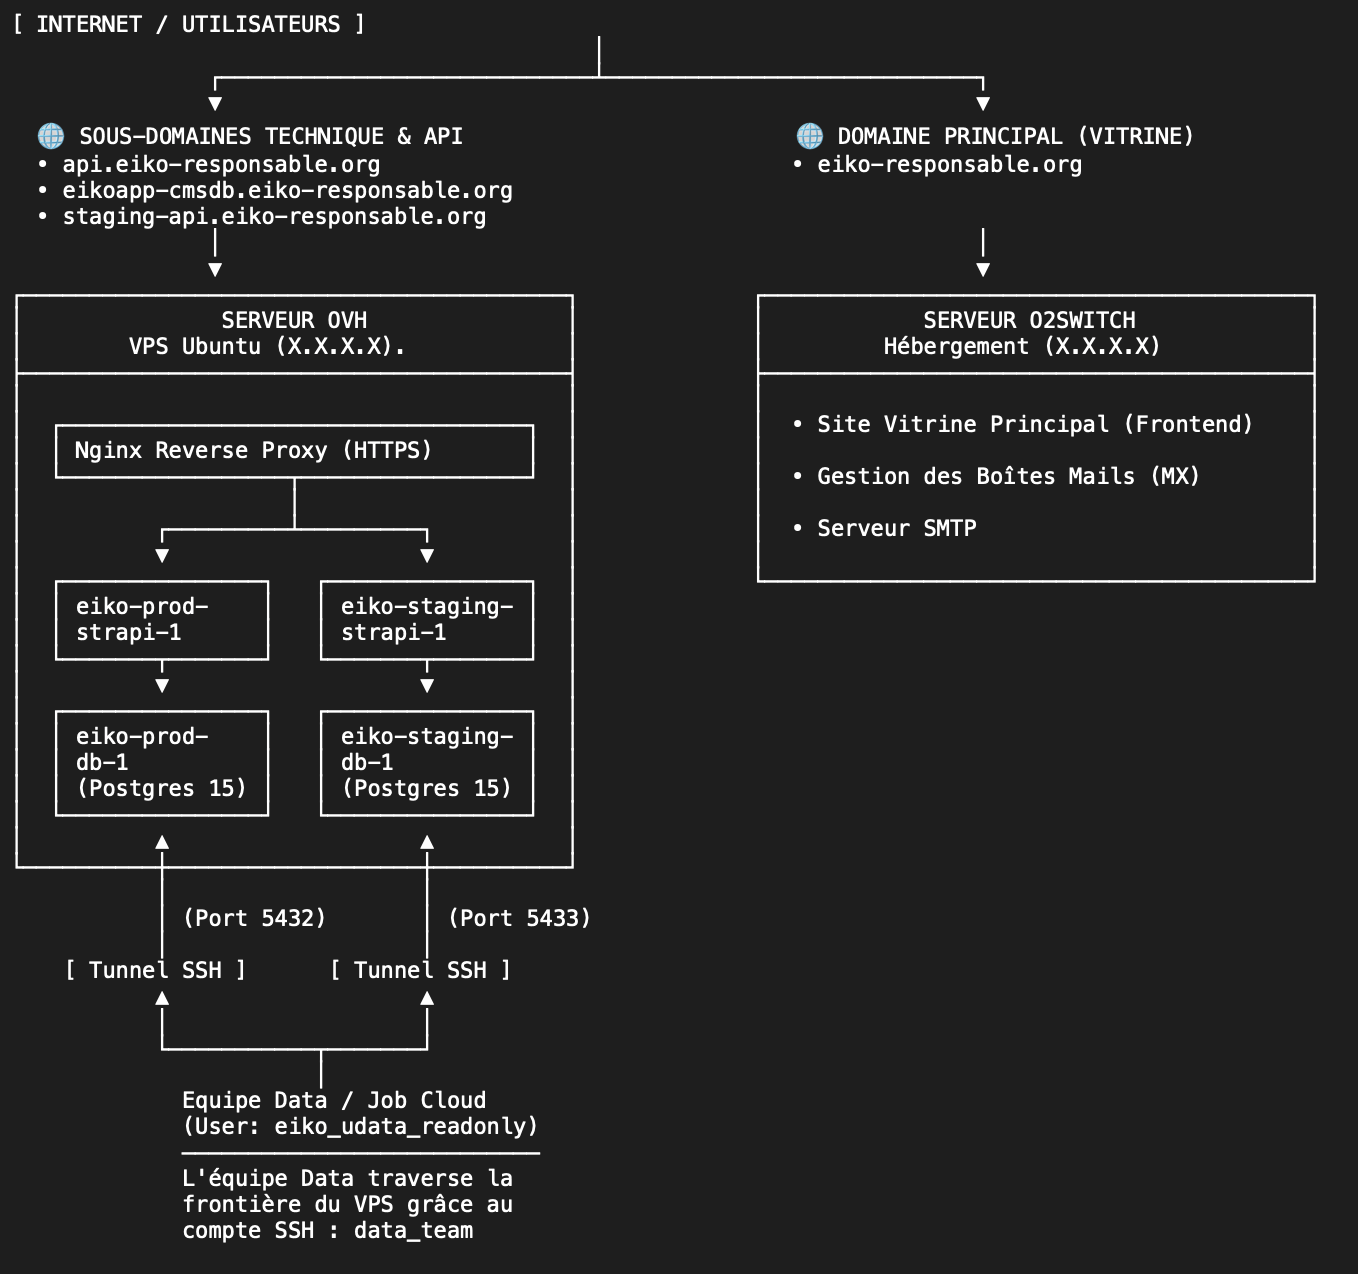 [ INTERNET / UTILISATEURS ]
SOUS-DOMAINES TECHNIQUE & API
• api.eiko-responsable.org
• eikoapp-cmsdb.eiko-responsable.org
• staging-api.eiko-responsable.org
DOMAINE PRINCIPAL (VITRINE)
• eiko-responsable.org
SERVEUR OVH
VPS Ubuntu (X.X.X.X).
Nginx Reverse Proxy (HTTPS)
eiko-prod-
strapi-1
eiko-staging-
strapi-1
eiko-prod-
db-1
(Postgres 15)
eiko-staging-
db-1
(Postgres 15)
SERVEUR O2SWITCH
Hébergement (X.X.X.X)
• Site Vitrine Principal (Frontend)
• Gestion des Boîtes Mails (MX)
• Serveur SMTP
(Port 5432)
(Port 5433)
[ Tunnel SSH ]
[ Tunnel SSH ]
Equipe Data / Job Cloud
(User: eiko_udata_readonly)
L'équipe Data traverse la
frontière du VPS grâce au
compte SSH : data_team